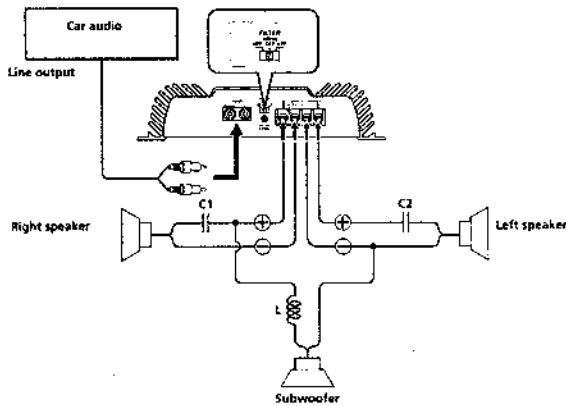 Car audio
Line output
FILTER
C1
C2
Right speaker
Left speaker
L
Subwoofer